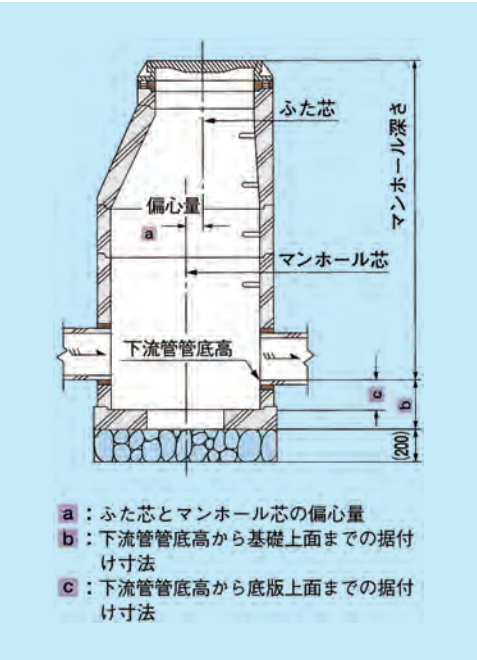 ふた芯
マンホール深さ
偏心量
a
マンホール芯
下流管管底高
c
b
(200)
a：ふた芯とマンホール芯の偏心量
b：下流管管底高から基礎上面までの据付
け寸法
c：下流管管底高から底版上面までの据付
け寸法